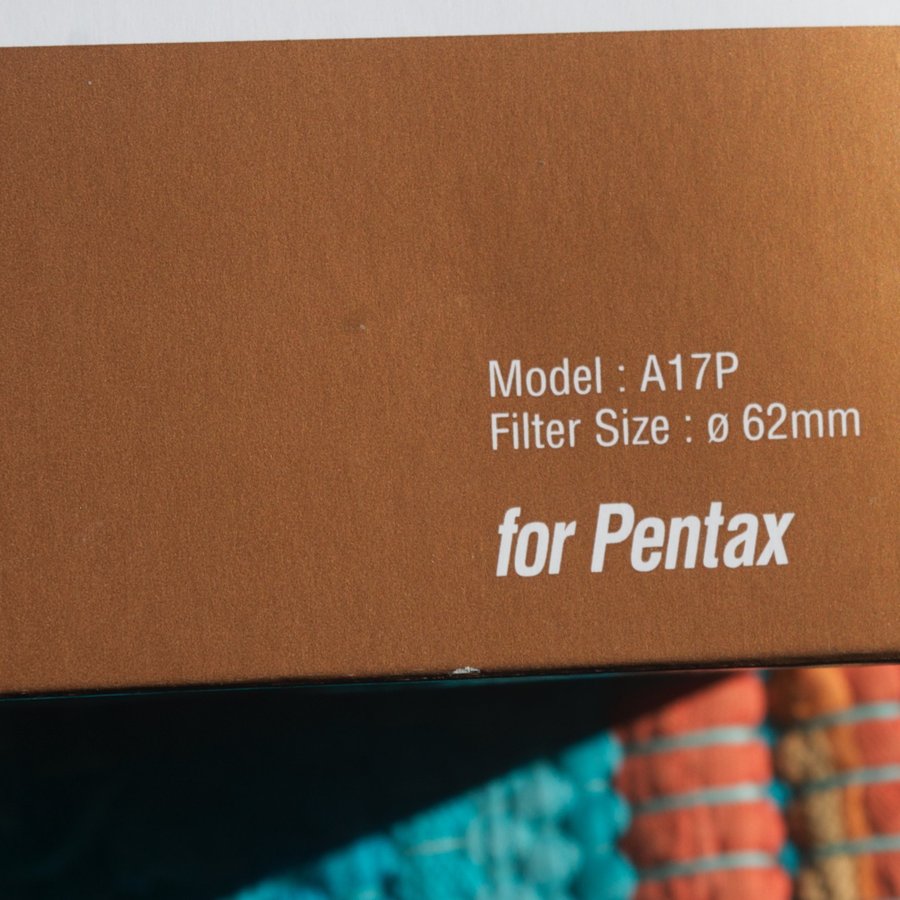 Model : A17P
Filter Size : ø 62mm
for Pentax